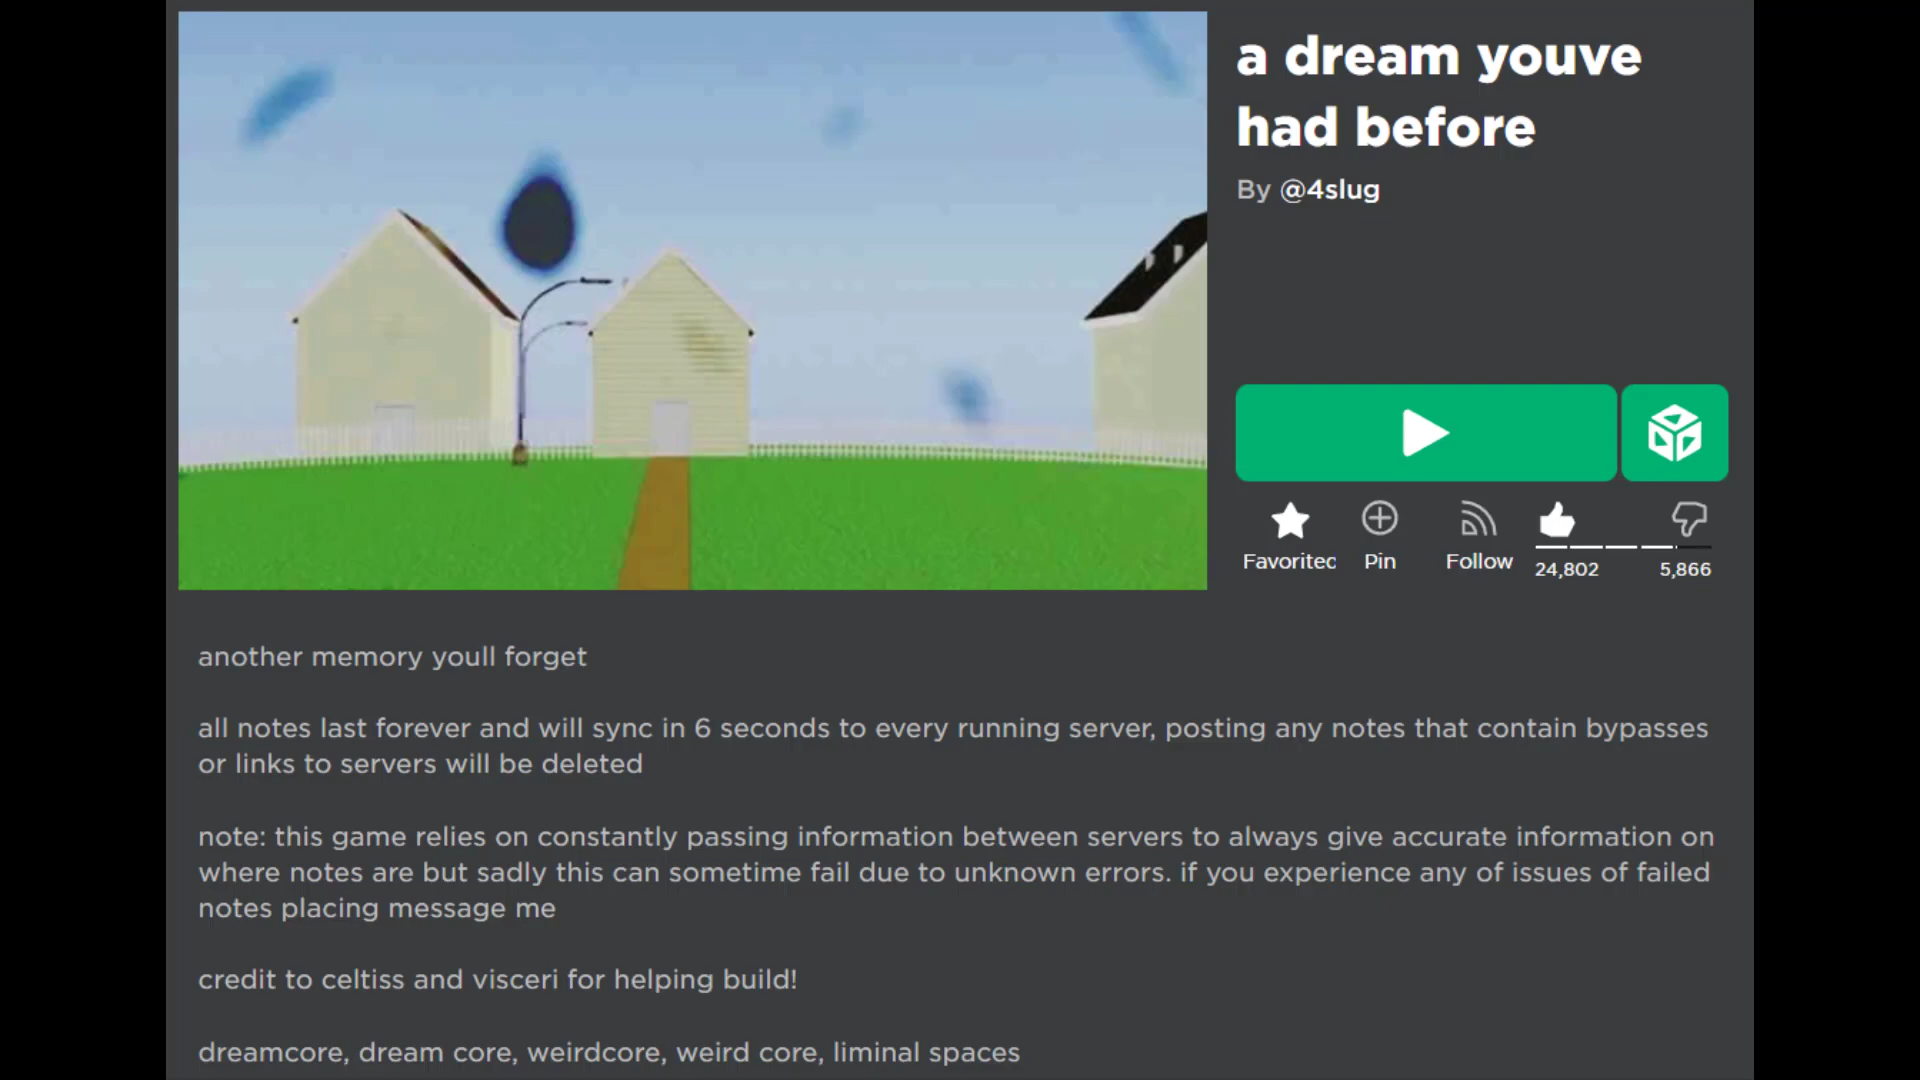 a dream youve
had before
By @4slug
Favorited
Pin
Follow
24,802
5,866
another memory youll forget
all notes last forever and will sync in 6 seconds to every running server, posting any notes that contain bypasses
or links to servers will be deleted
note: this game relies on constantly passing information between servers to always give accurate information on
where notes are but sadly this can sometime fail due to unknown errors. if you experience any of issues of failed
notes placing message me
credit to celtiss and visceri for helping build!
dreamcore, dream core, weirdcore, weird core, liminal spaces